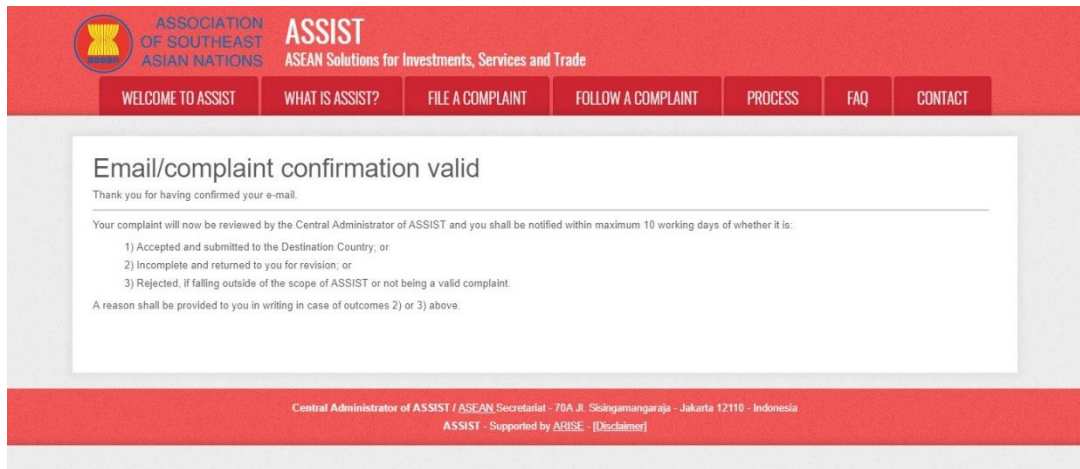 ASSOCIATION
OF SOUTHEAST
ASIAN NATIONS
asean
ASSIST
ASEAN Solutions for Investments, Services and Trade
WELCOME TO ASSIST WHAT IS ASSIST? FILE A COMPLAINT FOLLOW A COMPLAINT PROCESS FAQ CONTACT
Email/complaint confirmation valid
Thank you for having confirmed your e-mail.
Your complaint will now be reviewed by the Central Administrator of ASSIST and you shall be notified within maximum 10 working days of whether it is:
1) Accepted and submitted to the Destination Country; or
2) Incomplete and returned to you for revision; or
3) Rejected, if falling outside of the scope of ASSIST or not being a valid complaint.
A reason shall be provided to you in writing in case of outcomes 2) or 3) above.
Central Administrator of ASSIST / ASEAN Secretariat - 70A Jl. Sisingamangaraja - Jakarta 12110 - Indonesia
ASSIST - Supported by ARISE - [Disclaimer]